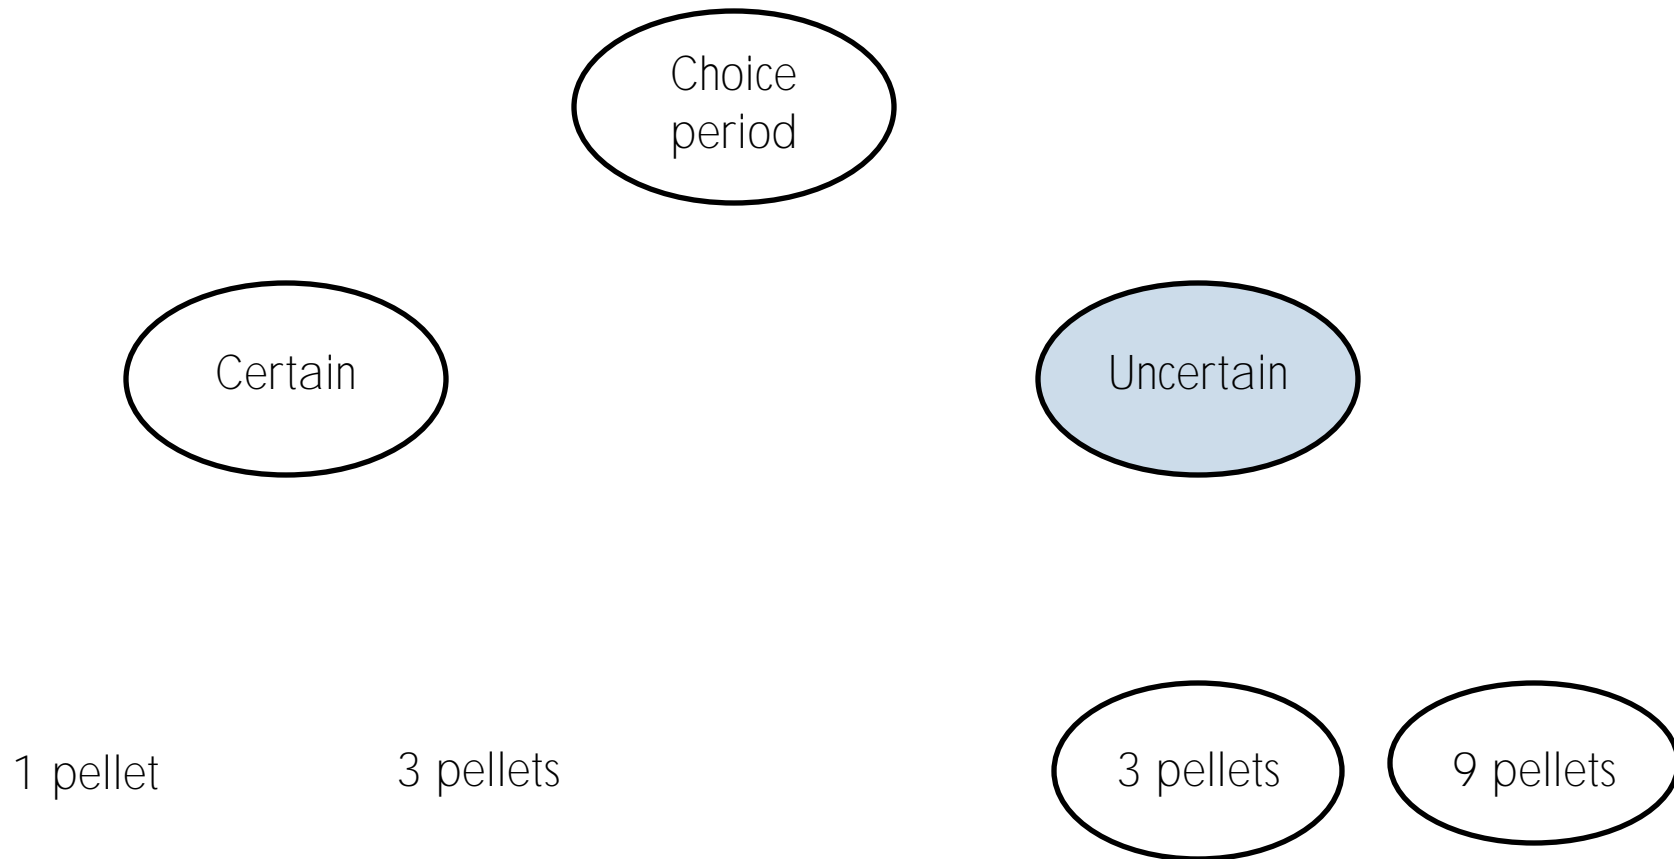 Choice
period
Certain
Uncertain
1 pellet
3 pellets
3 pellets
9 pellets